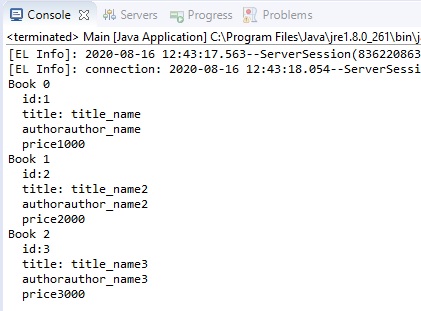 Console Servers Progress Problems
<terminated> Main [Java Application] C:\Program Files\Java\jre1.8.0_261\bin\j
[EL Info]: 2020-08-16 12:43:17.563--ServerSession(836220863
[EL Info]: connection: 2020-08-16 12:43:18.054--ServerSessi
Book 0
id:1
title: title_name
authorauthor_name
price1000
Book 1
id:2
title: title_name2
authorauthor_name2
price2000
Book 2
id:3
title: title_name3
authorauthor_name3
price3000